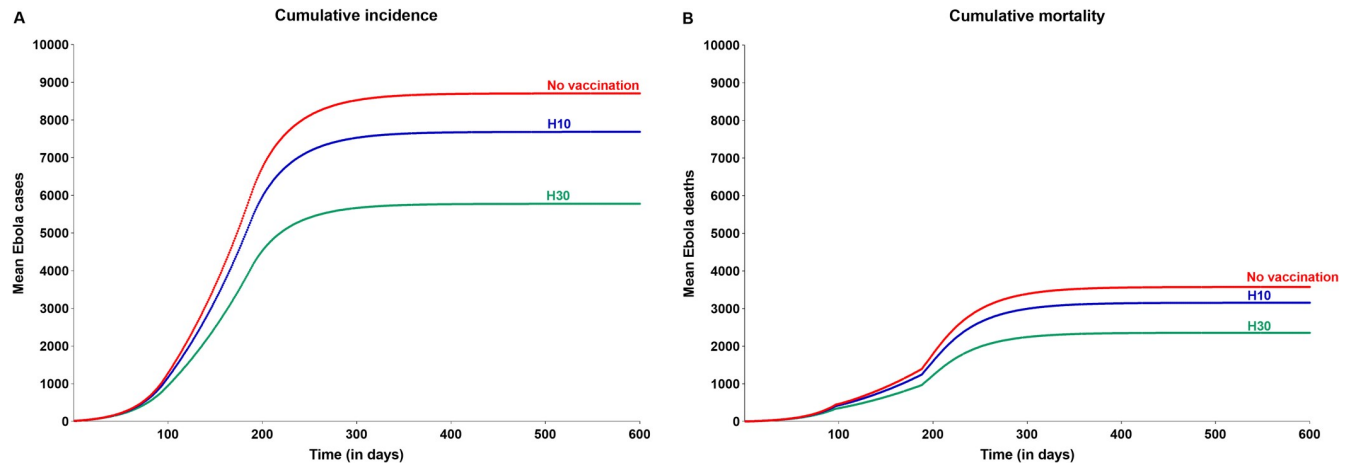 A
Cumulative incidence
10000
9000
8000
7000
6000
5000
4000
3000
2000
1000
0
Mean Ebola cases
No vaccination
H10
H30
100 200 300 400 500 600
Time (in days)
B
Cumulative mortality
10000
9000
8000
7000
6000
5000
4000
3000
2000
1000
0
Mean Ebola deaths
No vaccination
H10
H30
100 200 300 400 500 600
Time (in days)